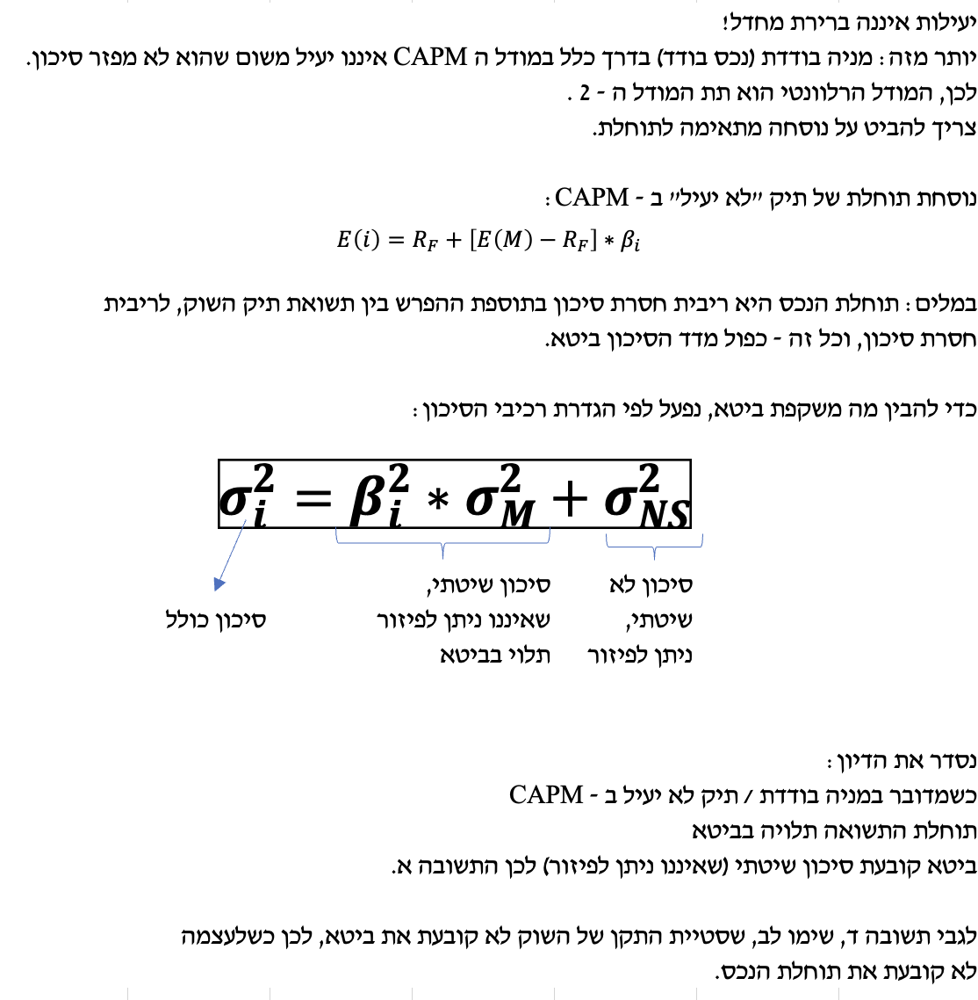 יעילות איננה ברירת מחדל!
יותר מזה: מניה בודדת (נכס בודד) בדרך כלל במודל ה CAPM איננו יעיל משום שהוא לא מפזר סיכון.
לכן, המודל הרלוונטי הוא תת המודל ה - 2 .
צריך להביט על נוסחה מתאימה לתוחלת.
נוסחת תוחלת של תיק "לא יעיל" ב - CAPM:
E(i) = R_F + [E(M) − R_F] * β_i
במלים: תוחלת הנכס היא ריבית חסרת סיכון בתוספת ההפרש בין תשואת תיק השוק, לריבית
חסרת סיכון, וכל זה - כפול מדד הסיכון ביטא.
כדי להבין מה משקפת ביטא, נפעל לפי הגדרת רכיבי הסיכון:
σ_i^2 = β_i^2 * σ_M^2 + σ_NS^2
סיכון לא
שיטתי,
ניתן לפיזור
סיכון שיטתי,
שאיננו ניתן לפיזור
תלוי בביטא
סיכון כולל
נסדר את הדיון:
כשמדובר במניה בודדת / תיק לא יעיל ב - CAPM
תוחלת התשואה תלויה בביטא
ביטא קובעת סיכון שיטתי (שאיננו ניתן לפיזור) לכן התשובה א.
לגבי תשובה ד, שימו לב, שסטיית התקן של השוק לא קובעת את ביטא, לכן כשלעצמה
לא קובעת את תוחלת הנכס.